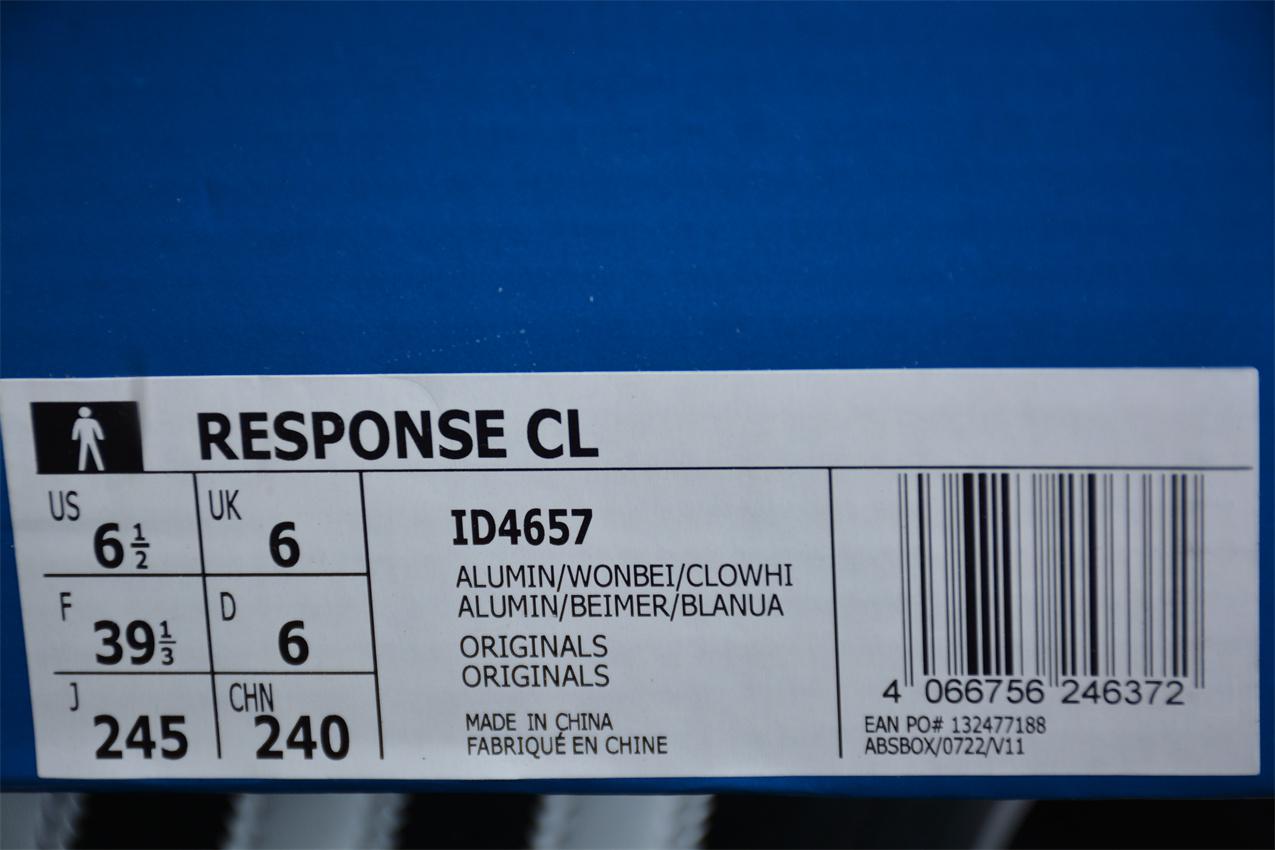 RESPONSE CL
US 6 1/2 UK 6
F 39 1/3 D 6
J 245 CHN 240
ID4657
ALUMIN/WONBEI/CLOWHI
ALUMIN/BEIMER/BLANUA
ORIGINALS
ORIGINALS
MADE IN CHINA
FABRIQUÉ EN CHINE
4 066756 246372
EAN PO# 132477188
ABSBOX/0722/V11